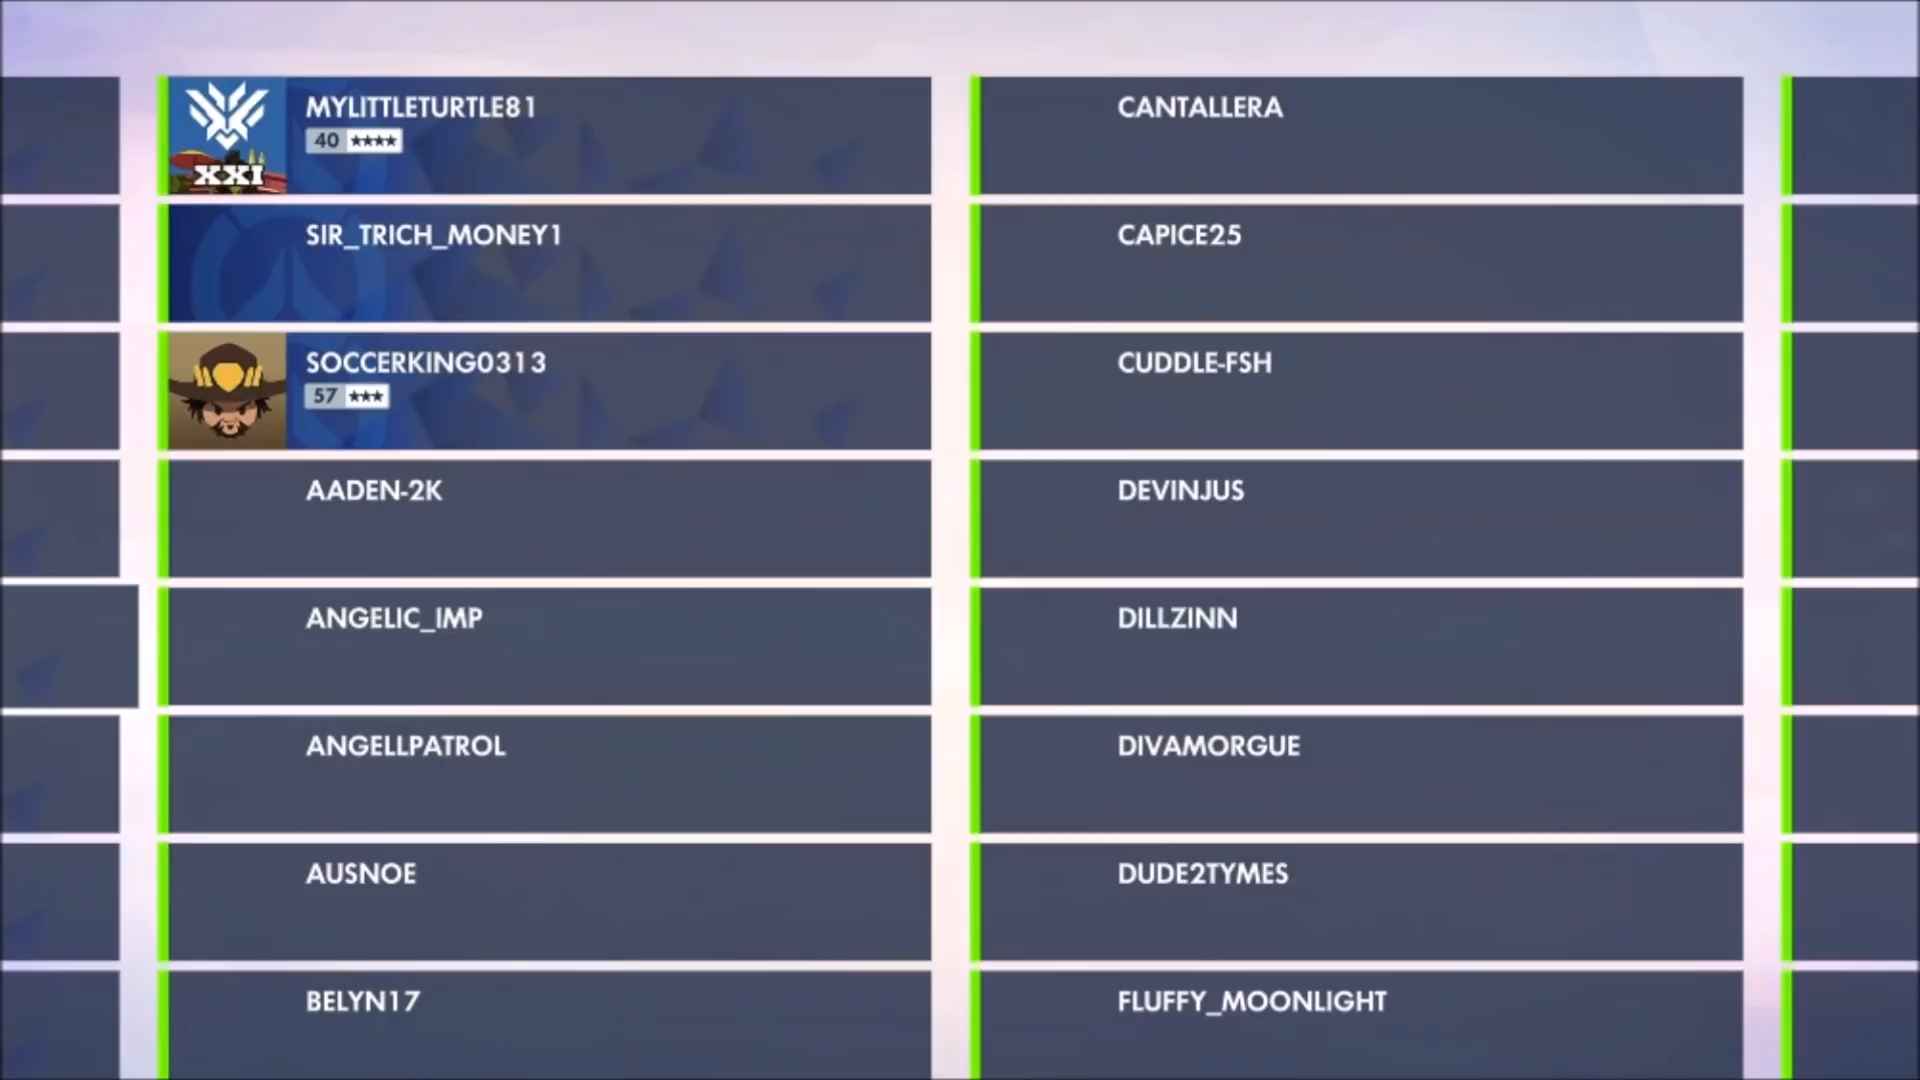 MYLITTLETURTLE81
40 ★★★★
XXI
SIR_TRICH_MONEY1
SOCCERKING0313
57 ★★★
AADEN-2K
ANGELIC_IMP
ANGELLPATROL
AUSNOE
BELYN17
CANTALLERA
CAPICE25
CUDDLE-FSH
DEVINJUS
DILLZINN
DIVAMORGUE
DUDE2TYMES
FLUFFY_MOONLIGHT